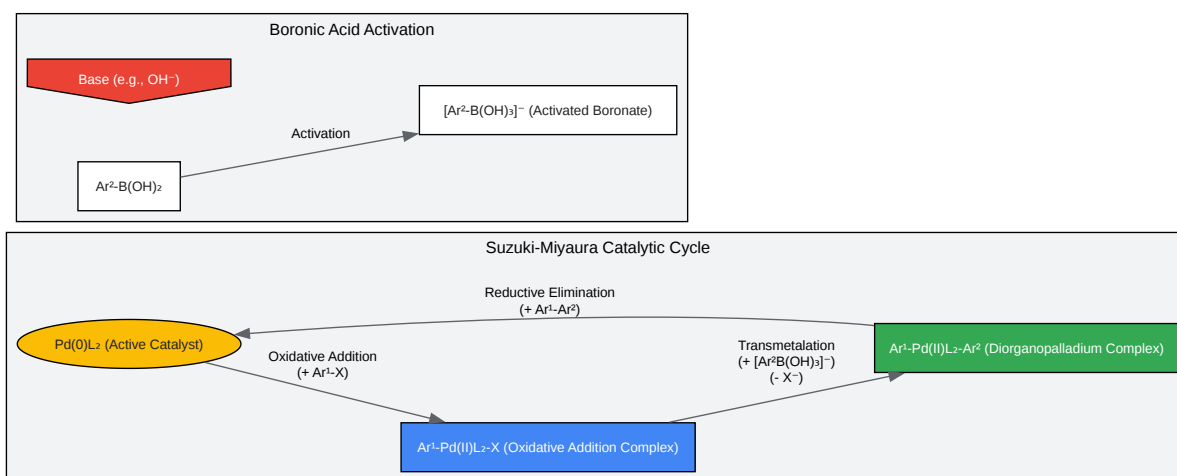 Boronic Acid Activation
Base (e.g., OH⁻)
[Ar²-B(OH)₃]⁻ (Activated Boronate)
Activation
Ar²-B(OH)₂
Suzuki-Miyaura Catalytic Cycle
Reductive Elimination
(+ Ar¹-Ar²)
Pd(0)L₂ (Active Catalyst)
Oxidative Addition
(+ Ar¹-X)
Transmetalation
(+ [Ar²B(OH)₃]⁻)
(- X⁻)
Ar¹-Pd(II)L₂-Ar² (Diorganopalladium Complex)
Ar¹-Pd(II)L₂-X (Oxidative Addition Complex)